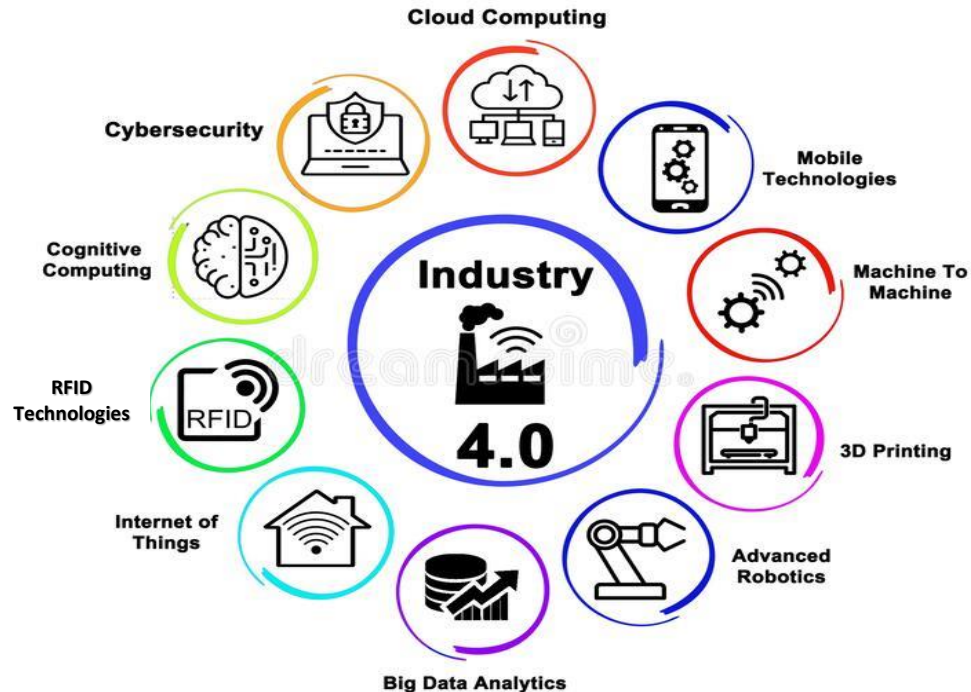 Cloud Computing
Cybersecurity
Mobile
Technologies
Cognitive
Computing
Industry
4.0
Machine To
Machine
RFID
Technologies
RFID
3D Printing
Internet of
Things
Advanced
Robotics
Big Data Analytics
dreamstime.